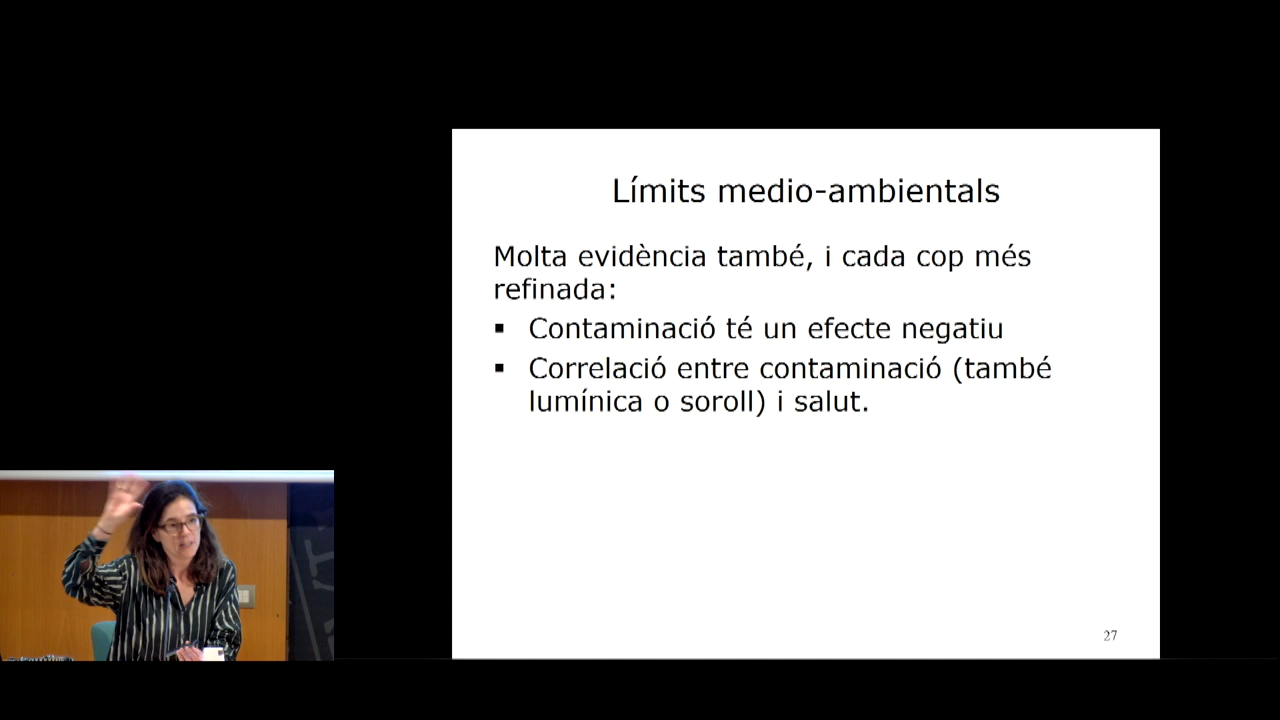 Límits medio-ambientals
Molta evidència també, i cada cop més
refinada:
▪ Contaminació té un efecte negatiu
▪ Correlació entre contaminació (també
lumínica o soroll) i salut.
27